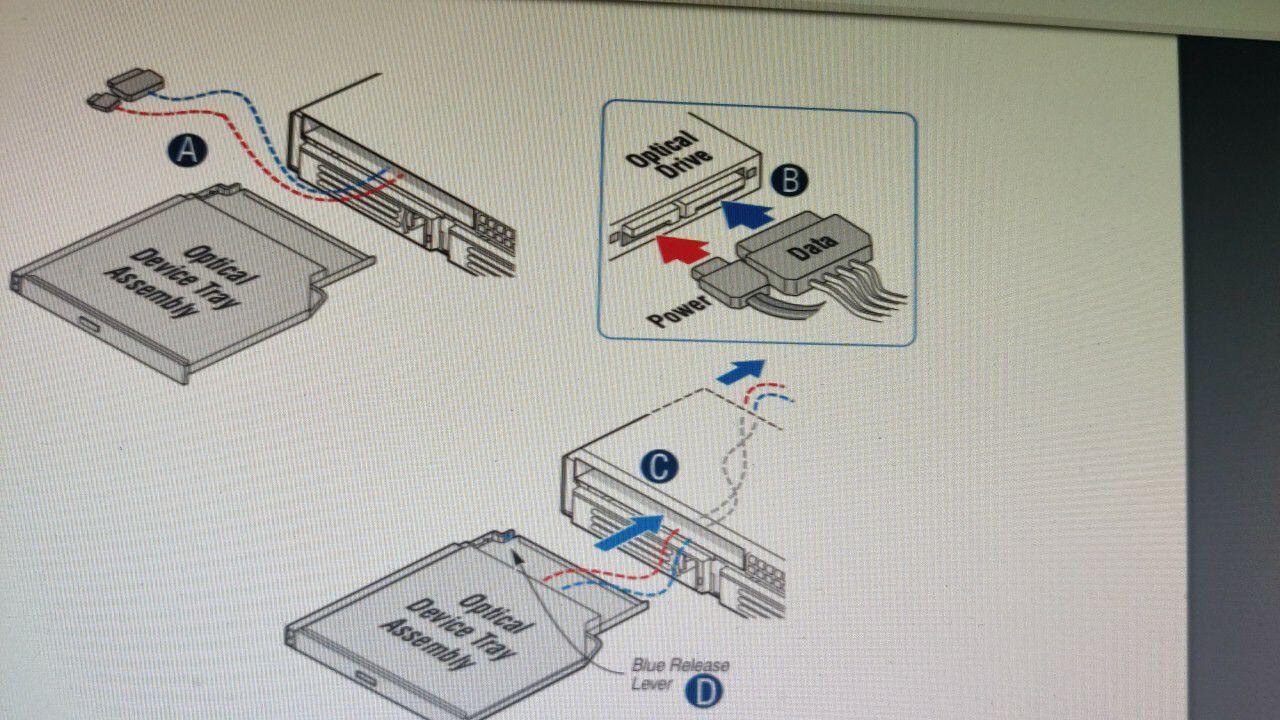 A
Optical
Device Tray
Assembly
Optical
Drive
B
Data
Power
C
Optical
Device Tray
Assembly
Blue Release
Lever
D